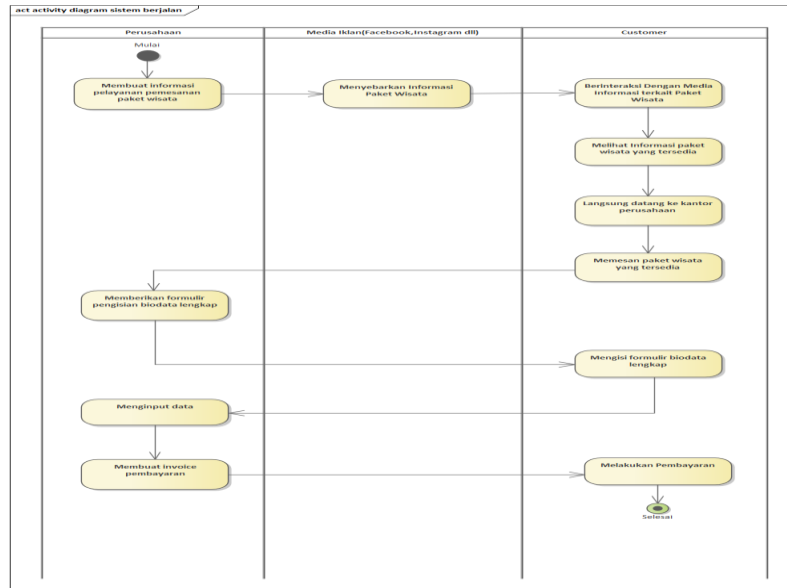 act activity diagram sistem berjalan
Perusahaan
Media Iklan(Facebook,Instagram dll)
Customer
Mulai
Membuat informasi
pelayanan pemesanan
paket wisata
Menyebarkan Informasi
Paket Wisata
Berinteraksi Dengan Media
Informasi terkait Paket
Wisata
Melihat Informasi paket
wisata yang tersedia
Langsung datang ke kantor
perusahaan
Memesan paket wisata
yang tersedia
Memberikan formulir
pengisian biodata lengkap
Mengisi formulir biodata
lengkap
Menginput data
Membuat invoice
pembayaran
Melakukan Pembayaran
Selesai